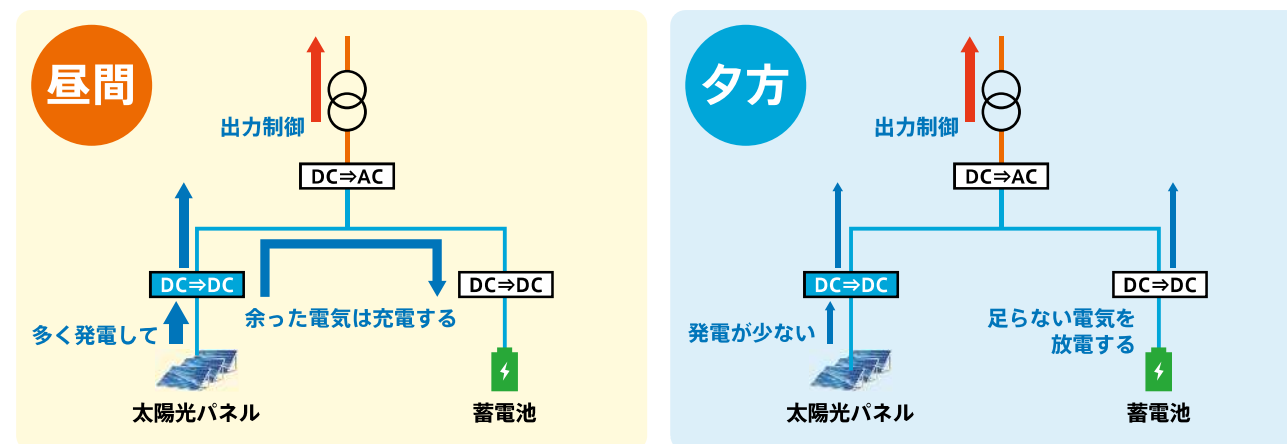 昼間
出力制御
DC⇒AC
DC⇒DC
DC⇒DC
多く発電して
余った電気は充電する
太陽光パネル
蓄電池
夕方
出力制御
DC⇒AC
DC⇒DC
DC⇒DC
発電が少ない
足らない電気を
放電する
太陽光パネル
蓄電池